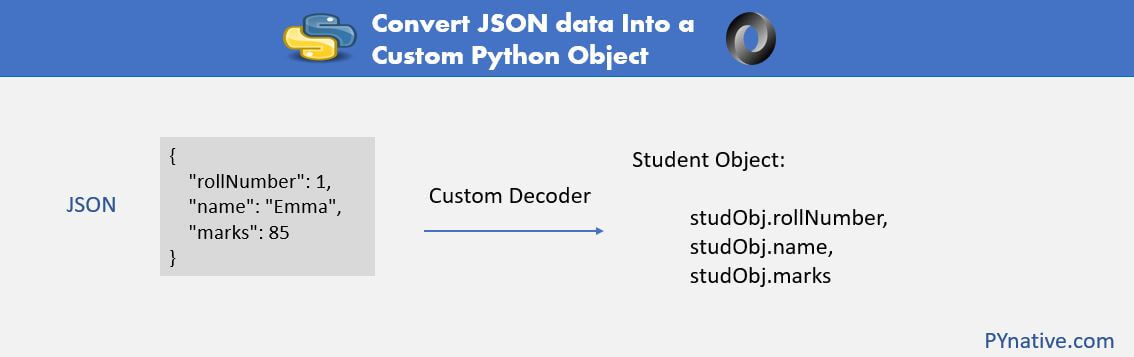 Convert JSON data Into a
Custom Python Object
JSON
{
"rollNumber": 1,
"name": "Emma",
"marks": 85
}
Custom Decoder
Student Object:
studObj.rollNumber,
studObj.name,
studObj.marks
PYnative.com